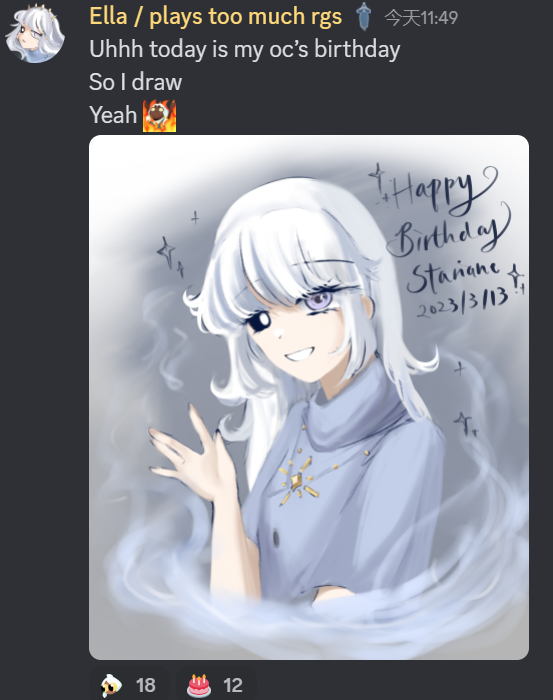 Ella / plays too much rgs 今天11:49
Uhhh today is my oc’s birthday
So I draw
Yeah
Happy
Birthday
Stariane
2023/3/13
18 12